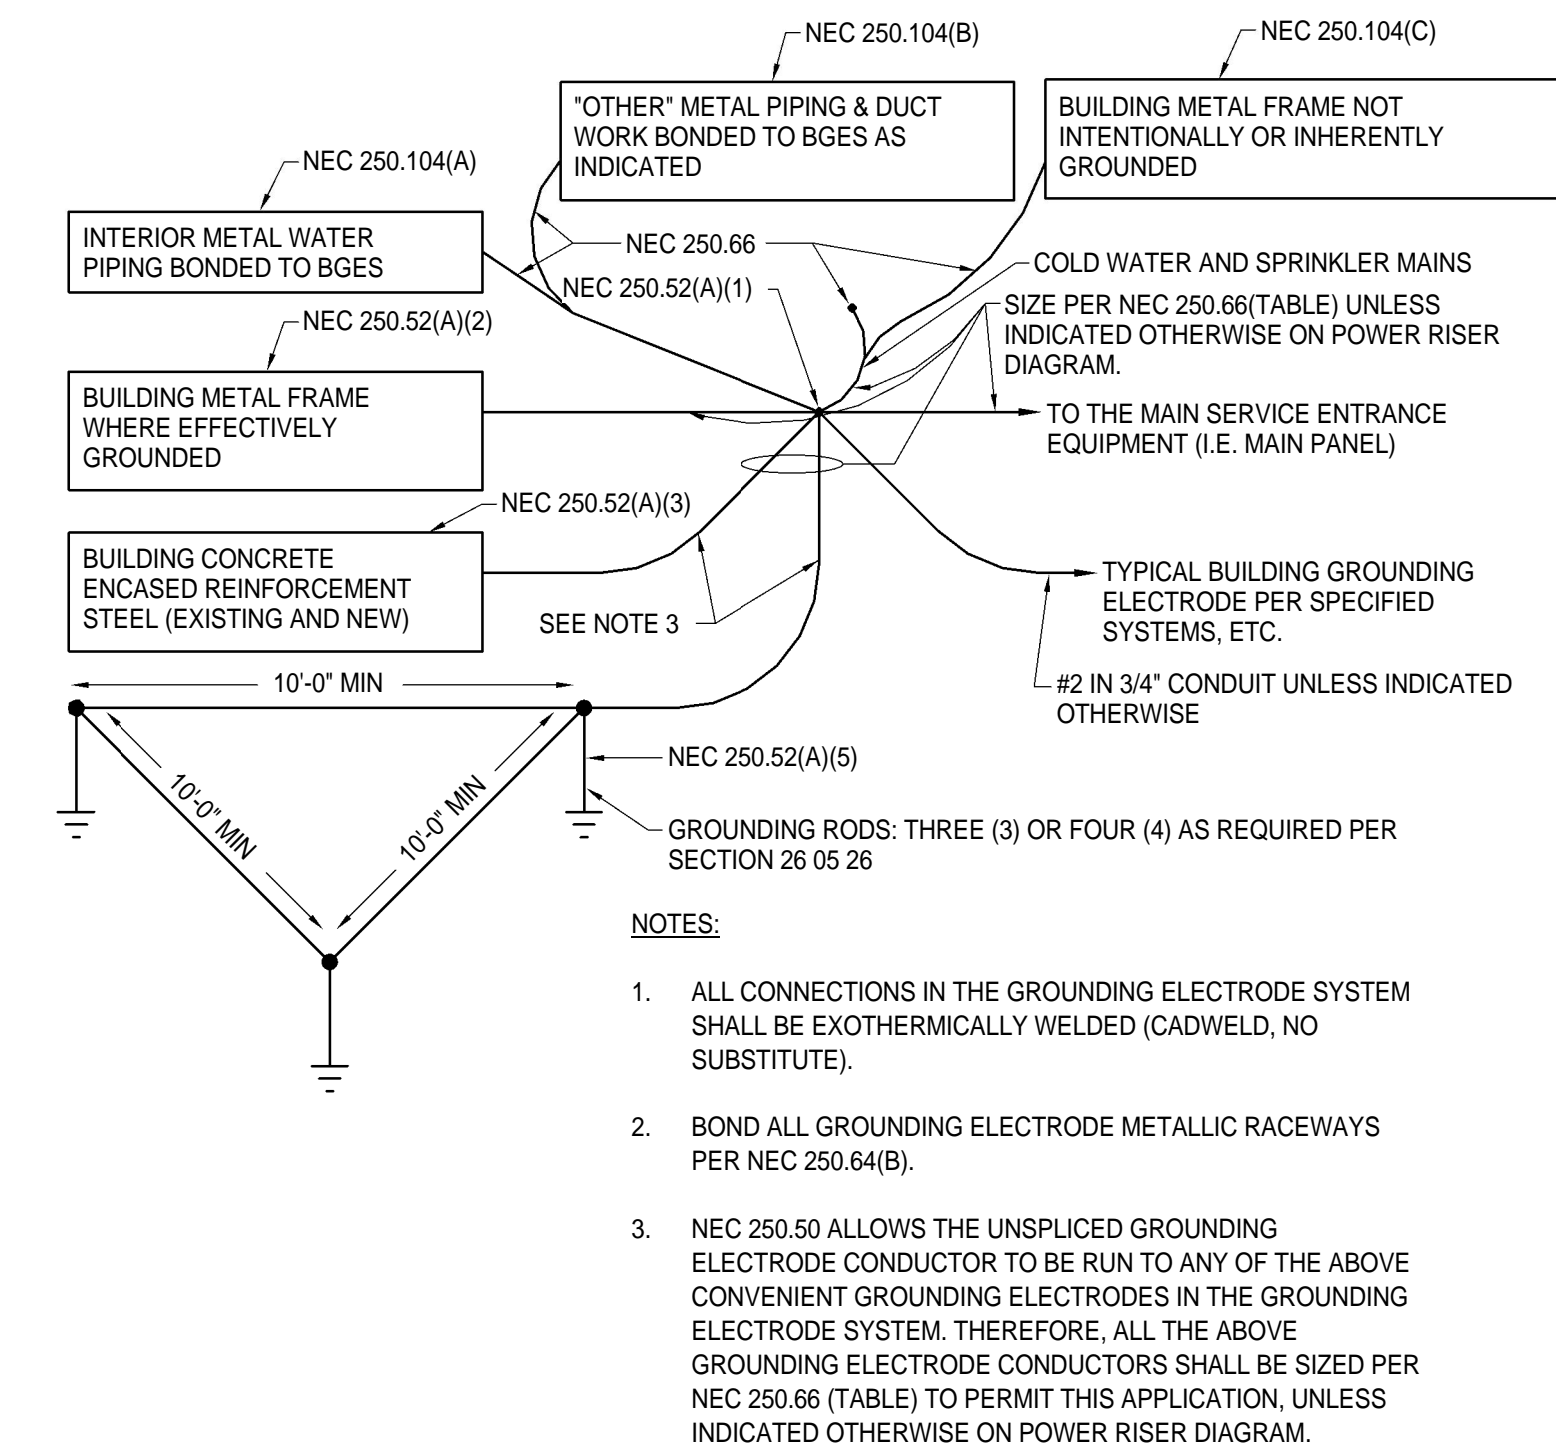 NEC 250.104(B)
NEC 250.104(C)
"OTHER" METAL PIPING & DUCT
WORK BONDED TO BGES AS
INDICATED
BUILDING METAL FRAME NOT
INTENTIONALLY OR INHERENTLY
GROUNDED
NEC 250.104(A)
INTERIOR METAL WATER
PIPING BONDED TO BGES
NEC 250.66
NEC 250.52(A)(1)
COLD WATER AND SPRINKLER MAINS
SIZE PER NEC 250.66(TABLE) UNLESS
INDICATED OTHERWISE ON POWER RISER
DIAGRAM.
NEC 250.52(A)(2)
BUILDING METAL FRAME
WHERE EFFECTIVELY
GROUNDED
TO THE MAIN SERVICE ENTRANCE
EQUIPMENT (I.E. MAIN PANEL)
NEC 250.52(A)(3)
BUILDING CONCRETE
ENCASED REINFORCEMENT
STEEL (EXISTING AND NEW)
SEE NOTE 3
TYPICAL BUILDING GROUNDING
ELECTRODE PER SPECIFIED
SYSTEMS, ETC.
#2 IN 3/4" CONDUIT UNLESS INDICATED
OTHERWISE
10'-0" MIN
10'-0" MIN
10'-0" MIN
NEC 250.52(A)(5)
GROUNDING RODS: THREE (3) OR FOUR (4) AS REQUIRED PER
SECTION 26 05 26
NOTES:
1. ALL CONNECTIONS IN THE GROUNDING ELECTRODE SYSTEM
SHALL BE EXOTHERMICALLY WELDED (CADWELD, NO
SUBSTITUTE).
2. BOND ALL GROUNDING ELECTRODE METALLIC RACEWAYS
PER NEC 250.64(B).
3. NEC 250.50 ALLOWS THE UNSPLICED GROUNDING
ELECTRODE CONDUCTOR TO BE RUN TO ANY OF THE ABOVE
CONVENIENT GROUNDING ELECTRODES IN THE GROUNDING
ELECTRODE SYSTEM. THEREFORE, ALL THE ABOVE
GROUNDING ELECTRODE CONDUCTORS SHALL BE SIZED PER
NEC 250.66 (TABLE) TO PERMIT THIS APPLICATION, UNLESS
INDICATED OTHERWISE ON POWER RISER DIAGRAM.